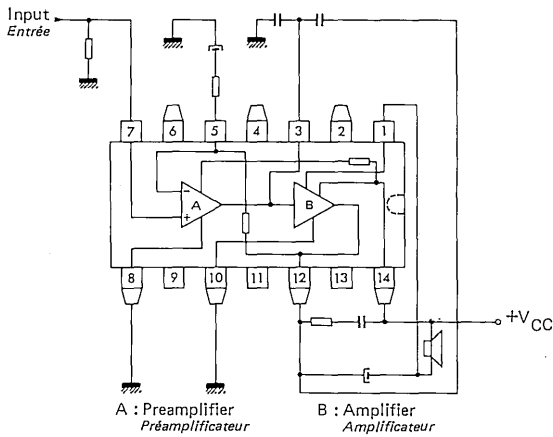 Input
Entrée
7 6 5 4 3 2 1
−
A
+
B
8 9 10 11 12 13 14
+VCC
A : Preamplifier
Préamplificateur
B : Amplifier
Amplificateur